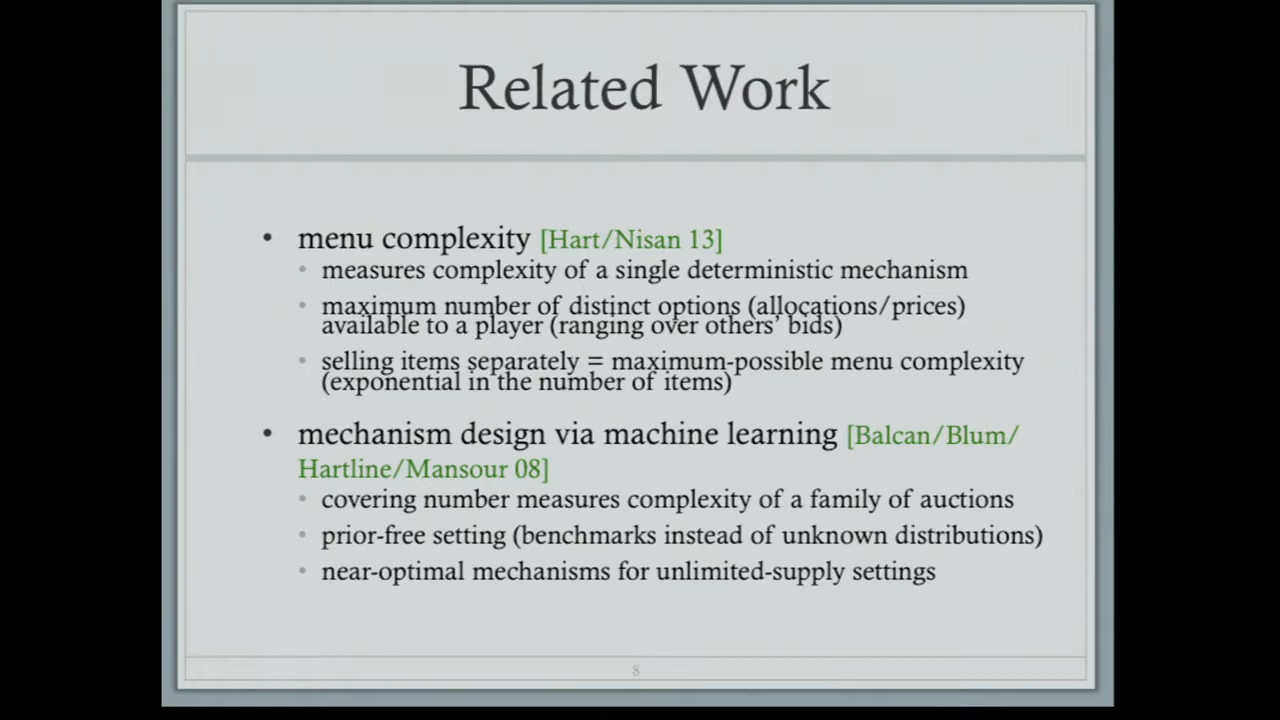 Related Work
• menu complexity [Hart/Nisan 13]
• measures complexity of a single deterministic mechanism
• maximum number of distinct options (allocations/prices)
available to a player (ranging over others' bids)
• selling items separately = maximum-possible menu complexity
(exponential in the number of items)
• mechanism design via machine learning [Balcan/Blum/
Hartline/Mansour 08]
• covering number measures complexity of a family of auctions
• prior-free setting (benchmarks instead of unknown distributions)
• near-optimal mechanisms for unlimited-supply settings
8